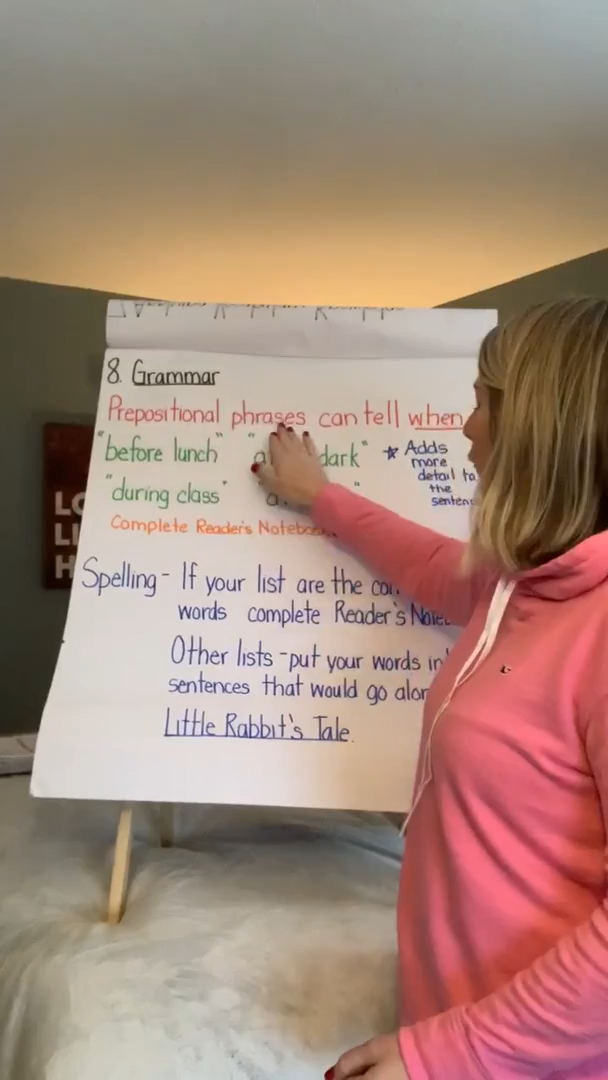 8. Grammar
Prepositional phrases can tell when
"before lunch" " dark" * Adds
more
detail to
the
"during class" "
Complete Reader's
Spelling - If your list are the
words complete Reader's
Other lists - put your words
sentences that would go
Little Rabbit's Tale.
LO
LI
H